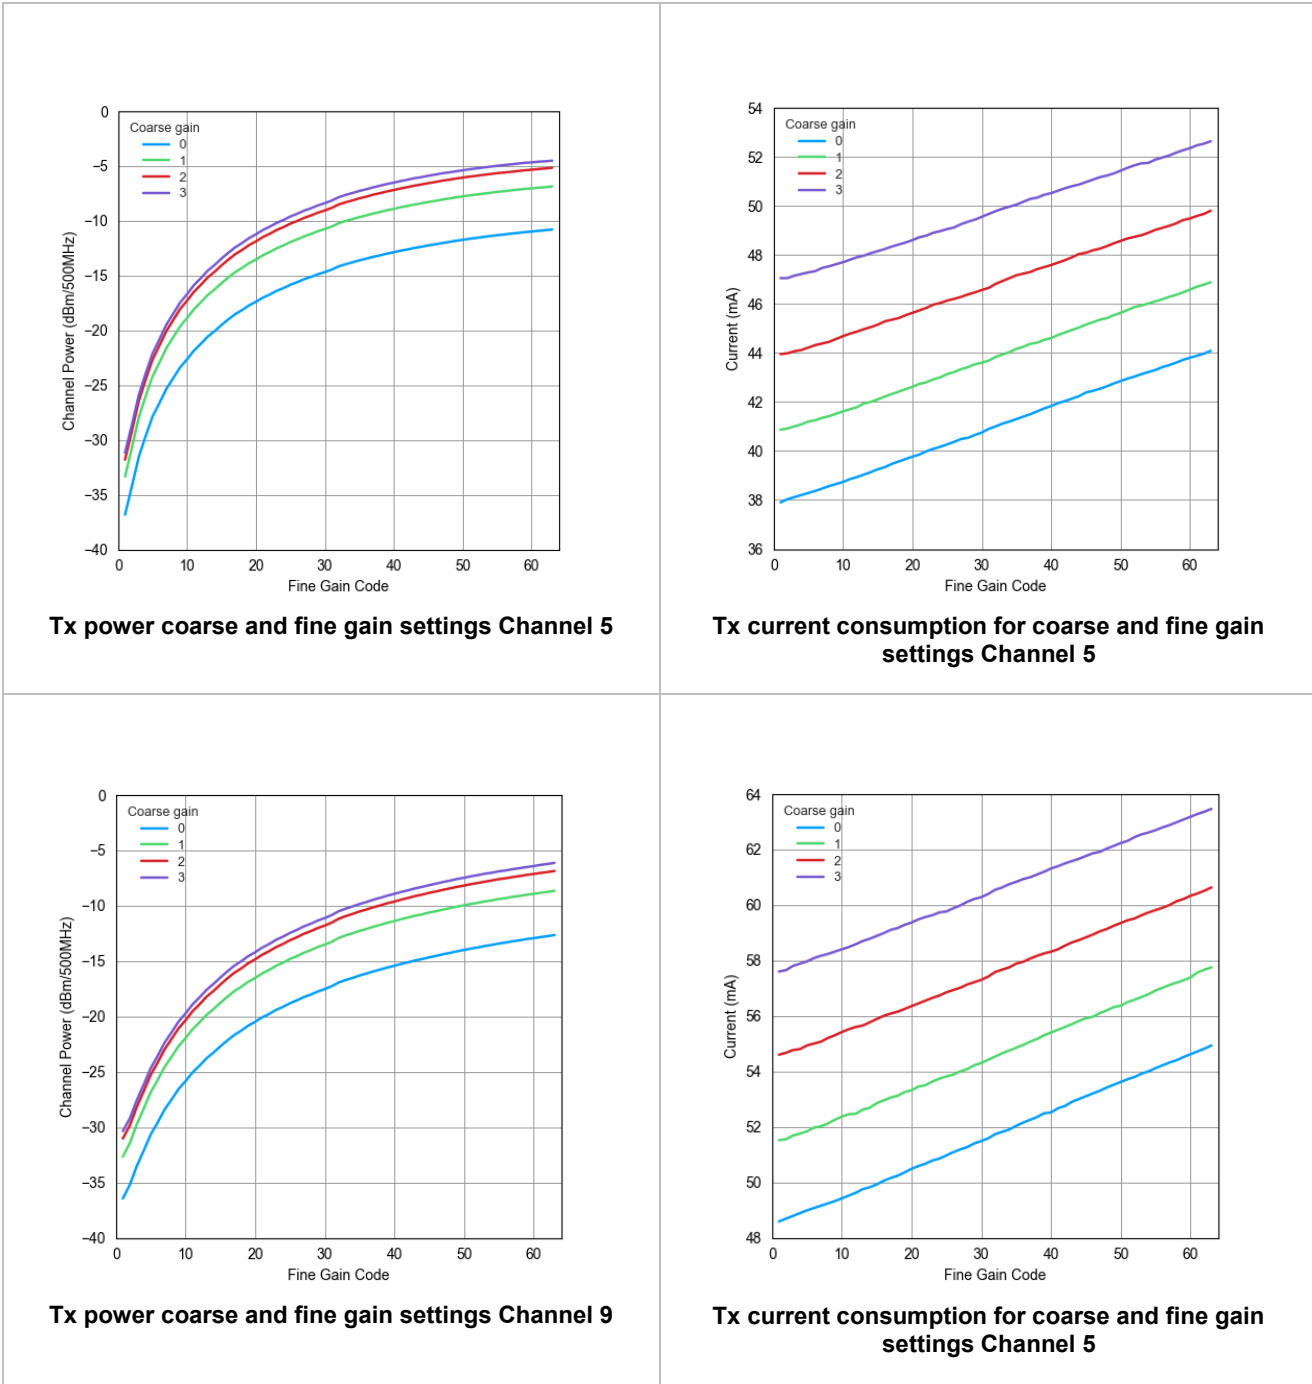 0
−5
−10
−15
−20
−25
−30
−35
−40
Channel Power (dBm/500MHz)
Coarse gain
0
1
2
3
0 10 20 30 40 50 60
Fine Gain Code
Tx power coarse and fine gain settings Channel 5
54
52
50
48
46
44
42
40
38
36
Current (mA)
Coarse gain
0
1
2
3
0 10 20 30 40 50 60
Fine Gain Code
Tx current consumption for coarse and fine gain
settings Channel 5
0
−5
−10
−15
−20
−25
−30
−35
−40
Channel Power (dBm/500MHz)
Coarse gain
0
1
2
3
0 10 20 30 40 50 60
Fine Gain Code
Tx power coarse and fine gain settings Channel 9
64
62
60
58
56
54
52
50
48
Current (mA)
Coarse gain
0
1
2
3
0 10 20 30 40 50 60
Fine Gain Code
Tx current consumption for coarse and fine gain
settings Channel 5